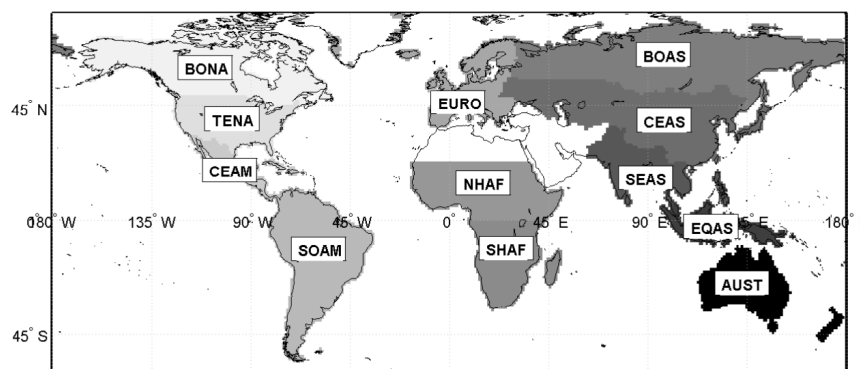 BONA
BOAS
EURO
45° N
TENA
CEAS
CEAM
SEAS
NHAF
180° W 135° W 90° W 45° W 0 45° E 90° E 180°
EQAS
SOAM
SHAF
AUST
45° S